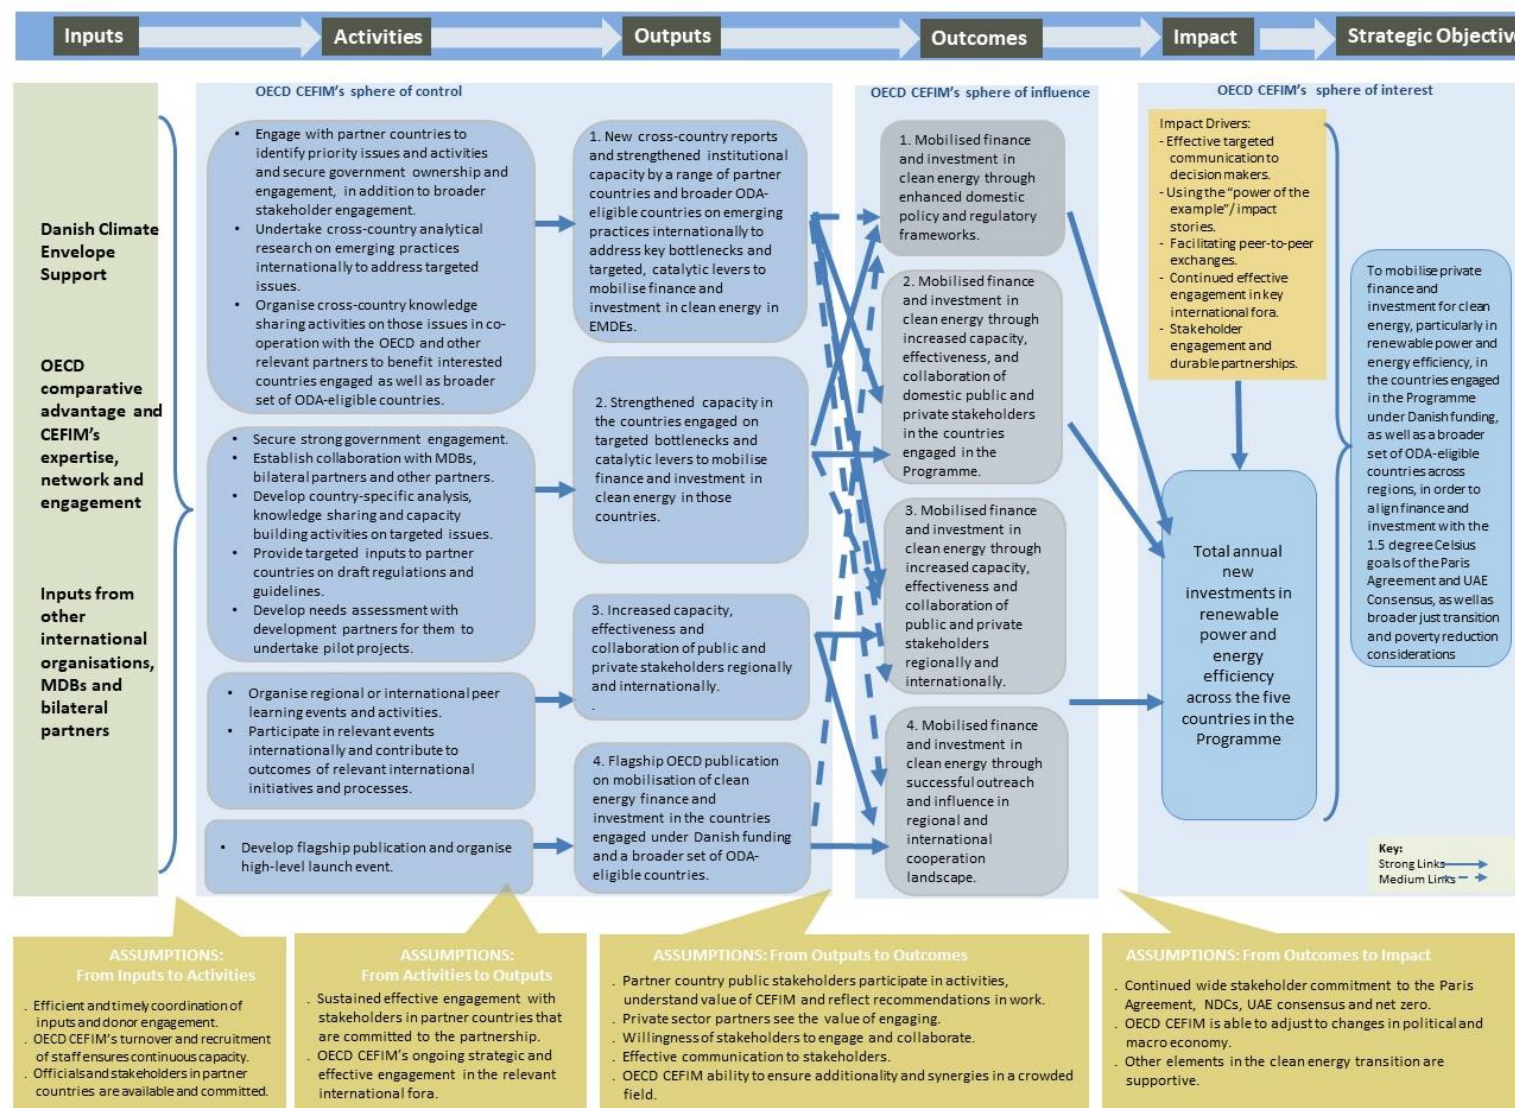 Inputs
Activities
Outputs
Outcomes
Impact
Strategic Objective
OECD CEFIM's sphere of control
OECD CEFIM's sphere of influence
OECD CEFIM's sphere of interest
Danish Climate
Envelope
Support
OECD
comparative
advantage and
CEFIM's
expertise,
network and
engagement
Inputs from
other
international
organisations,
MDBs and
bilateral
partners
• Engage with partner countries to
identify priority issues and activities
and secure government ownership and
engagement, in addition to broader
stakeholder engagement.
• Undertake cross-country analytical
research on emerging practices
internationally to address targeted
issues.
• Organise cross-country knowledge
sharing activities on those issues in co-
operation with the OECD and other
relevant partners to benefit interested
countries engaged as well as broader
set of ODA-eligible countries.
• Secure strong government engagement.
• Establish collaboration with MDBs,
bilateral partners and other partners.
• Develop country-specific analysis,
knowledge sharing and capacity
building activities on targeted issues.
• Provide targeted inputs to partner
countries on draft regulations and
guidelines.
• Develop needs assessment with
development partners for them to
undertake pilot projects.
• Organise regional or international peer
learning events and activities.
• Participate in relevant events
internationally and contribute to
outcomes of relevant international
initiatives and processes.
• Develop flagship publication and organise
high-level launch event.
1. New cross-country reports
and strengthened institutional
capacity by a range of partner
countries and broader ODA-
eligible countries on emerging
practices internationally to
address key bottlenecks and
targeted, catalytic levers to
mobilise finance and
investment in clean energy in
EMDEs.
2. Strengthened capacity in
the countries engaged on
targeted bottlenecks and
catalytic levers to mobilise
finance and investment in
clean energy in those
countries.
3. Increased capacity,
effectiveness and
collaboration of public and
private stakeholders regionally
and internationally.
.
4. Flagship OECD publication
on mobilisation of clean
energy finance and
investment in the countries
engaged under Danish funding
and a broader set of ODA-
eligible countries.
1. Mobilised finance
and investment in
clean energy through
enhanced domestic
policy and regulatory
frameworks.
2. Mobilised finance
and investment in
clean energy through
increased capacity,
effectiveness, and
collaboration of
domestic public and
private stakeholders
in the countries
engaged in the
Programme.
3. Mobilised finance
and investment in
clean energy through
increased capacity,
effectiveness and
collaboration of
public and private
stakeholders
regionally and
internationally.
4. Mobilised finance
and investment in
clean energy through
successful outreach
and influence in
regional and
international
cooperation
landscape.
Impact Drivers:
- Effective targeted
communication to
decision makers.
- Using the "power of the
example"/ impact
stories.
- Facilitating peer-to-peer
exchanges.
- Continued effective
engagement in key
international fora.
- Stakeholder
engagement and
durable partnerships.
Total annual
new
investments in
renewable
power and
energy
efficiency
across the five
countries in the
Programme
To mobilise private
finance and
investment for clean
energy, particularly in
renewable power and
energy efficiency, in
the countries engaged
in the Programme
under Danish funding,
as well as a broader
set of ODA-eligible
countries across
regions, in order to
align finance and
investment with the
1.5 degree Celsius
goals of the Paris
Agreement and UAE
Consensus, as well as
broader just transition
and poverty reduction
considerations
Key:
Strong Links
Medium Links
ASSUMPTIONS:
From Inputs to Activities
. Efficient and timely coordination of
inputs and donor engagement.
. OECD CEFIM's turnover and recruitment
of staff ensures continuous capacity.
. Officials and stakeholders in partner
countries are available and committed.
ASSUMPTIONS:
From Activities to Outputs
. Sustained effective engagement with
stakeholders in partner countries that
are committed to the partnership.
. OECD CEFIM's ongoing strategic and
effective engagement in the relevant
international fora.
ASSUMPTIONS: From Outputs to Outcomes
. Partner country public stakeholders participate in activities,
understand value of CEFIM and reflect recommendations in work.
. Private sector partners see the value of engaging.
. Willingness of stakeholders to engage and collaborate.
. Effective communication to stakeholders.
. OECD CEFIM ability to ensure additionality and synergies in a crowded
field.
ASSUMPTIONS: From Outcomes to Impact
. Continued wide stakeholder commitment to the Paris
Agreement, NDCs, UAE consensus and net zero.
. OECD CEFIM is able to adjust to changes in political and
macro economy.
. Other elements in the clean energy transition are
supportive.